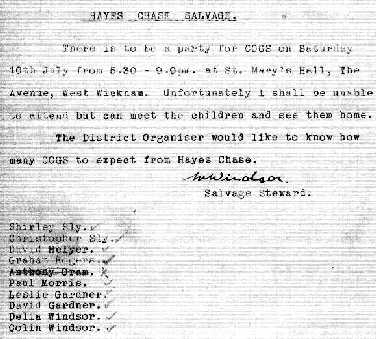 HAYES CHASE SALVAGE.
There is to be a party for COGS on Saturday
10th July from 5.30 - 9.0pm. at St. Mary's Hall, The
Avenue, West Wickham. Unfortunately I shall be unable
to attend but can meet the children and see them home.
The District Organiser would like to know how
many COGS to expect from Hayes Chase.
W Windsor.
Salvage Steward.
Shirley Sly. ✓
Christopher Sly. ✓
David Helyer. ✓
Graham Rogers. ✓
Anthony Oram. X
Paul Morris. ✓
Leslie Gardner. ✓
David Gardner. ✓
Delia Windsor. ✓
Colin Windsor. ✓